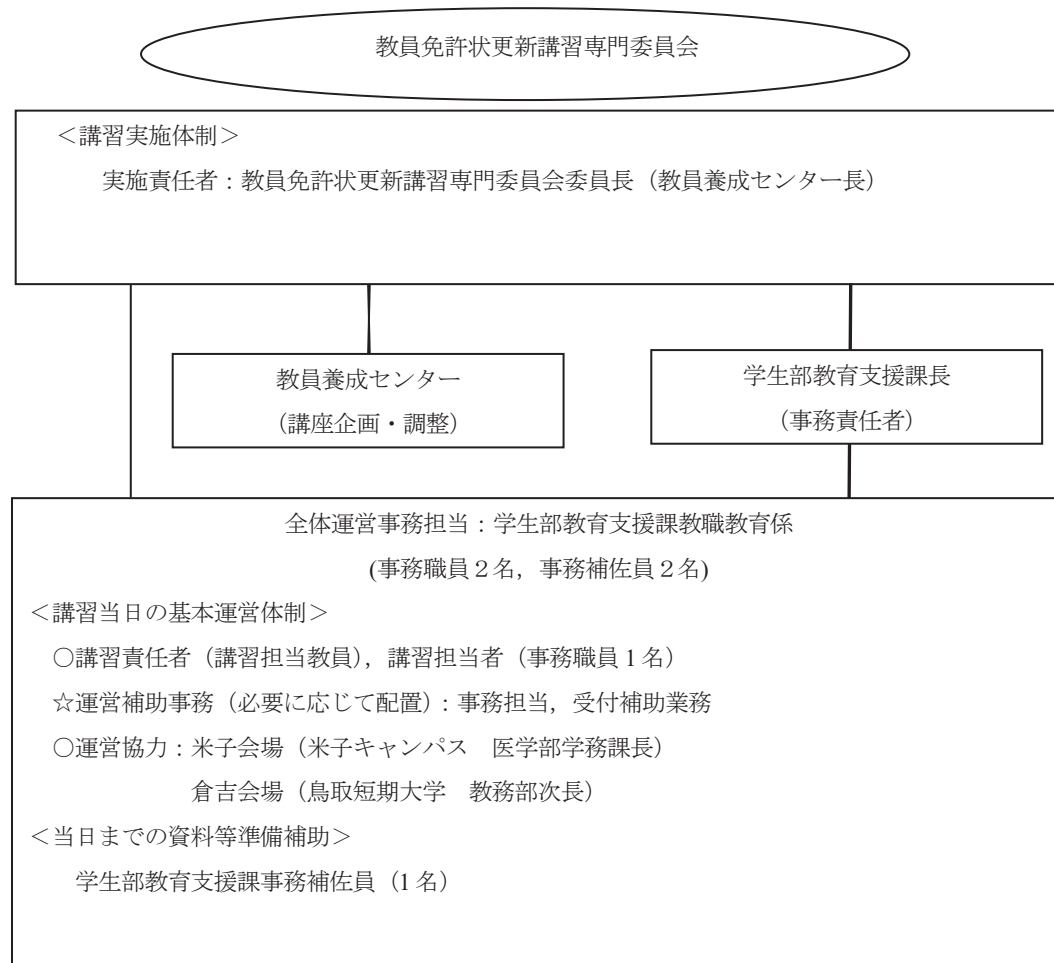 教員免許状更新講習専門委員会
＜講習実施体制＞
実施責任者：教員免許状更新講習専門委員会委員長（教員養成センター長）
教員養成センター
（講座企画・調整）
学生部教育支援課長
（事務責任者）
全体運営事務担当：学生部教育支援課教職教育係
(事務職員２名，事務補佐員２名)
＜講習当日の基本運営体制＞
○講習責任者（講習担当教員），講習担当者（事務職員 1 名）
☆運営補助事務（必要に応じて配置）：事務担当，受付補助業務
○運営協力：米子会場（米子キャンパス　医学部学務課長）
倉吉会場（鳥取短期大学　教務部次長）
＜当日までの資料等準備補助＞
学生部教育支援課事務補佐員（1 名）